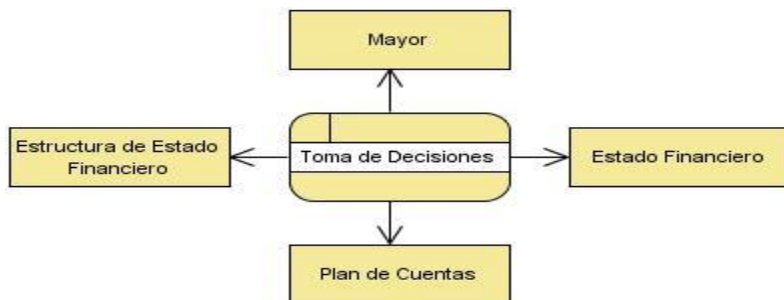 Mayor
Estructura de Estado
Financiero
Toma de Decisiones
Estado Financiero
Plan de Cuentas